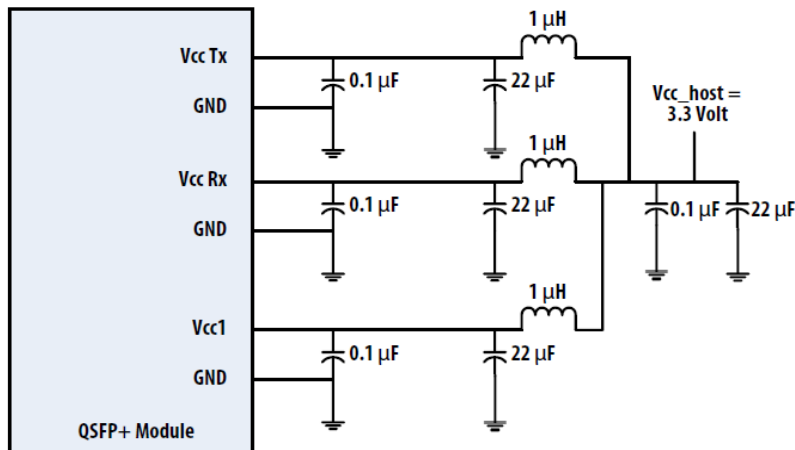 1 µH
Vcc Tx
0.1 µF
22 µF
GND
Vcc_host =
3.3 Volt
1 µH
Vcc Rx
0.1 µF
22 µF
0.1 µF
22 µF
GND
1 µH
Vcc1
0.1 µF
22 µF
GND
QSFP+ Module